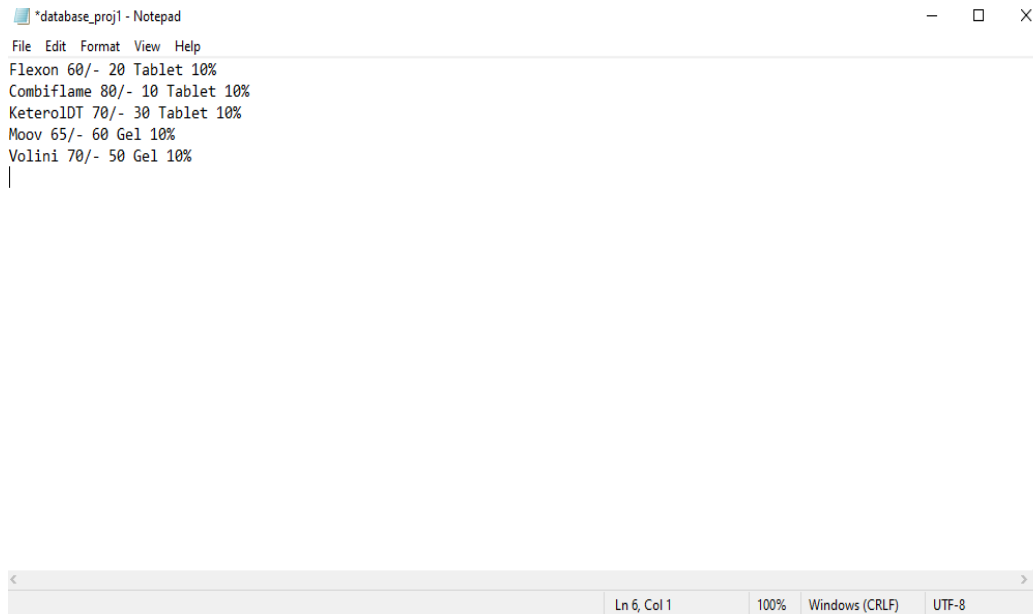 *database_proj1 - Notepad
File Edit Format View Help
Flexon 60/- 20 Tablet 10%
Combiflame 80/- 10 Tablet 10%
KeterolDT 70/- 30 Tablet 10%
Moov 65/- 60 Gel 10%
Volini 70/- 50 Gel 10%
Ln 6, Col 1 100% Windows (CRLF) UTF-8